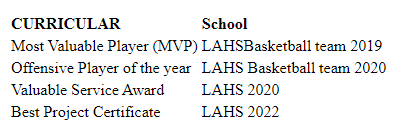 CURRICULAR School
Most Valuable Player (MVP) LAHSBasketball team 2019
Offensive Player of the year LAHS Basketball team 2020
Valuable Service Award LAHS 2020
Best Project Certificate LAHS 2022